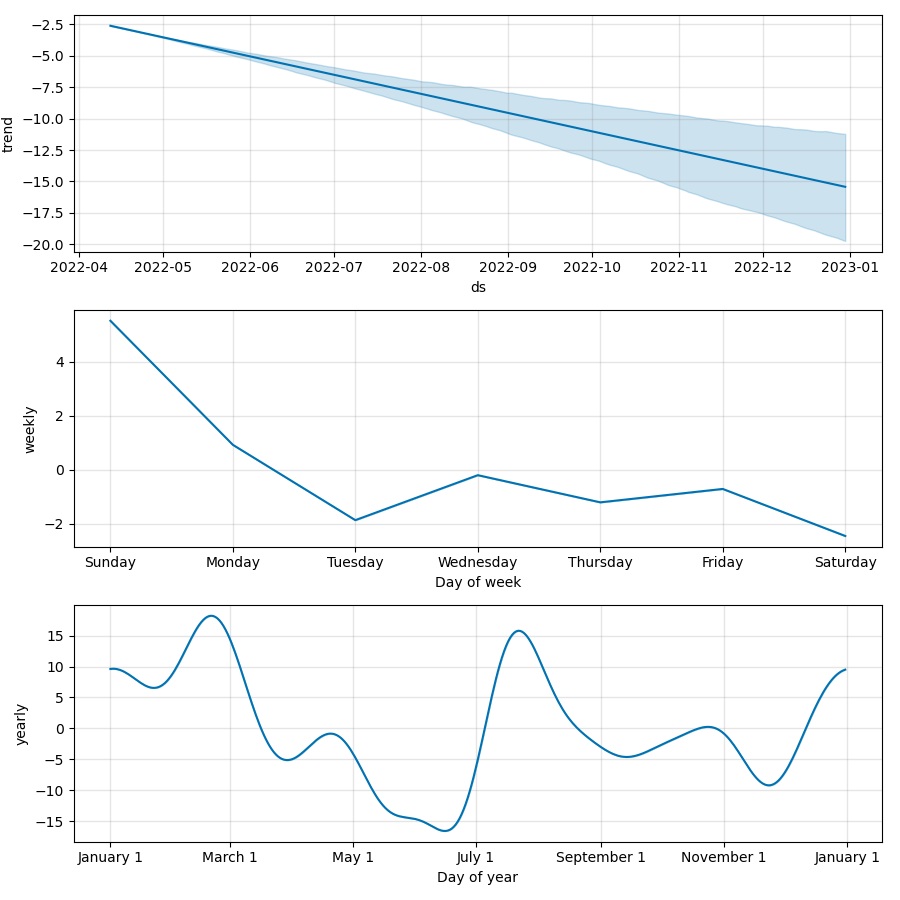 trend
−2.5
−5.0
−7.5
−10.0
−12.5
−15.0
−17.5
−20.0
2022-04 2022-05 2022-06 2022-07 2022-08 2022-09 2022-10 2022-11 2022-12 2023-01
ds
weekly
4
2
0
−2
Sunday Monday Tuesday Wednesday Thursday Friday Saturday
Day of week
yearly
15
10
5
0
−5
−10
−15
January 1 March 1 May 1 July 1 September 1 November 1 January 1
Day of year